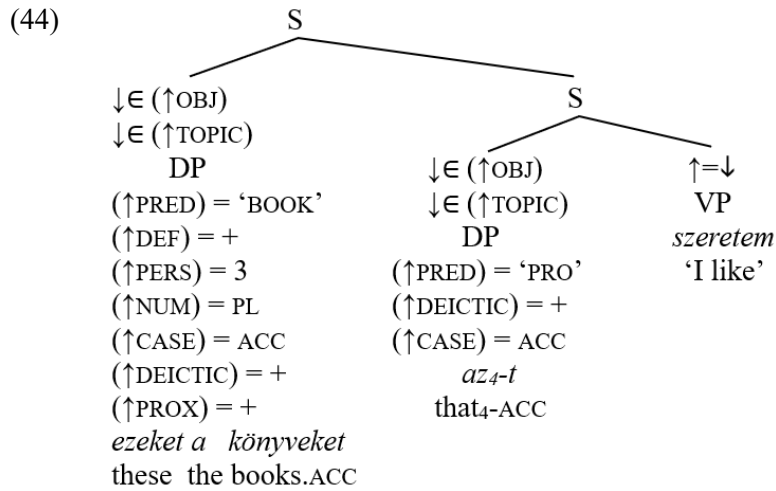 (44) S
↓∈ (↑OBJ) S
↓∈ (↑TOPIC)
DP ↓∈ (↑OBJ) ↑=↓
(↑PRED) = ‘BOOK’ ↓∈ (↑TOPIC) VP
(↑DEF) = + DP szeretem
(↑PERS) = 3 (↑PRED) = ‘PRO’ ‘I like’
(↑NUM) = PL (↑DEICTIC) = +
(↑CASE) = ACC (↑CASE) = ACC
(↑DEICTIC) = + az₄-t
(↑PROX) = + that₄-ACC
ezeket a könyveket
these the books.ACC